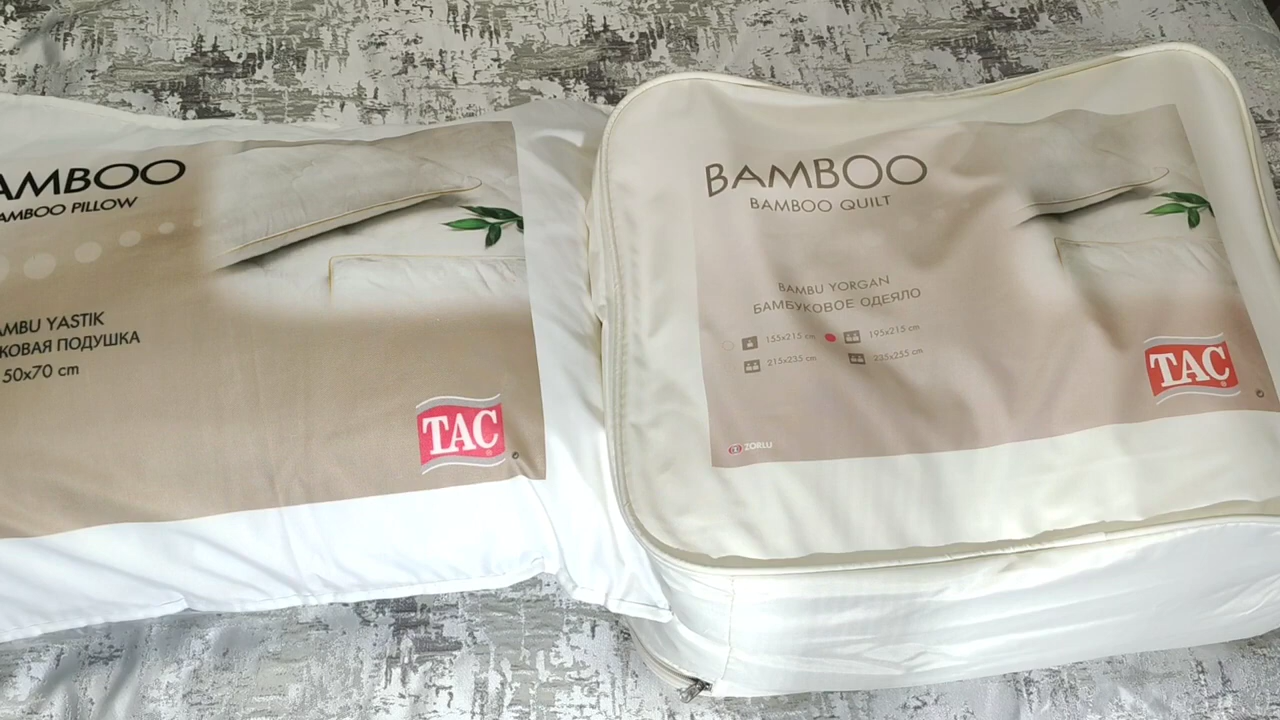 AMBOO
AMBOO PILLOW
AMBU YASTIK
КОВАЯ ПОДУШКА
50x70 cm
TAC
BAMBOO
BAMBOO QUILT
BAMBU YORGAN
БАМБУКОВОЕ ОДЕЯЛО
155x215 cm 195x215 cm
215x235 cm 235x255 cm
TAC
ZORLU